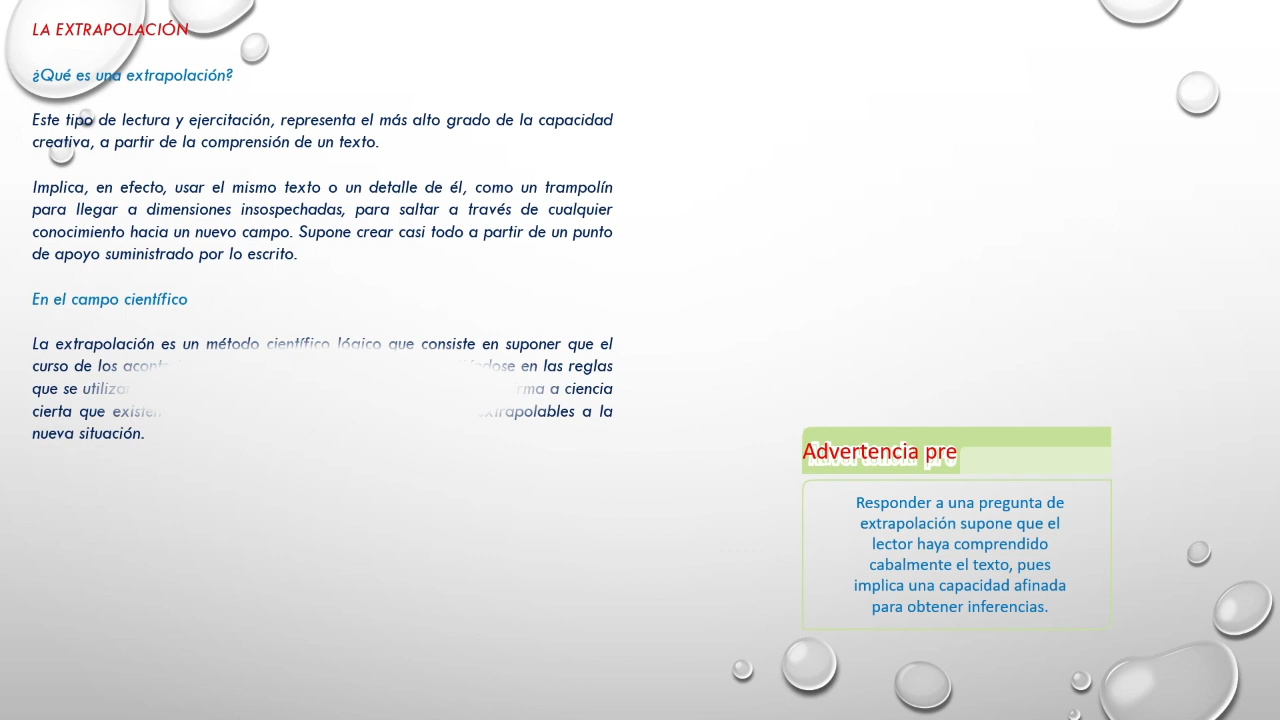 LA EXTRAPOLACIÓN
¿Qué es una extrapolación?
Este tipo de lectura y ejercitación, representa el más alto grado de la capacidad
creativa, a partir de la comprensión de un texto.
Implica, en efecto, usar el mismo texto o un detalle de él, como un trampolín
para llegar a dimensiones insospechadas, para saltar a través de cualquier
conocimiento hacia un nuevo campo. Supone crear casi todo a partir de un punto
de apoyo suministrado por lo escrito.
En el campo científico
La extrapolación es un método científico lógico que consiste en suponer que el
curso de los en las reglas
que se a ciencia
cierta que a la
nueva situación.
Advertencia pre
Responder a una pregunta de
extrapolación supone que el
lector haya comprendido
cabalmente el texto, pues
implica una capacidad afinada
para obtener inferencias.